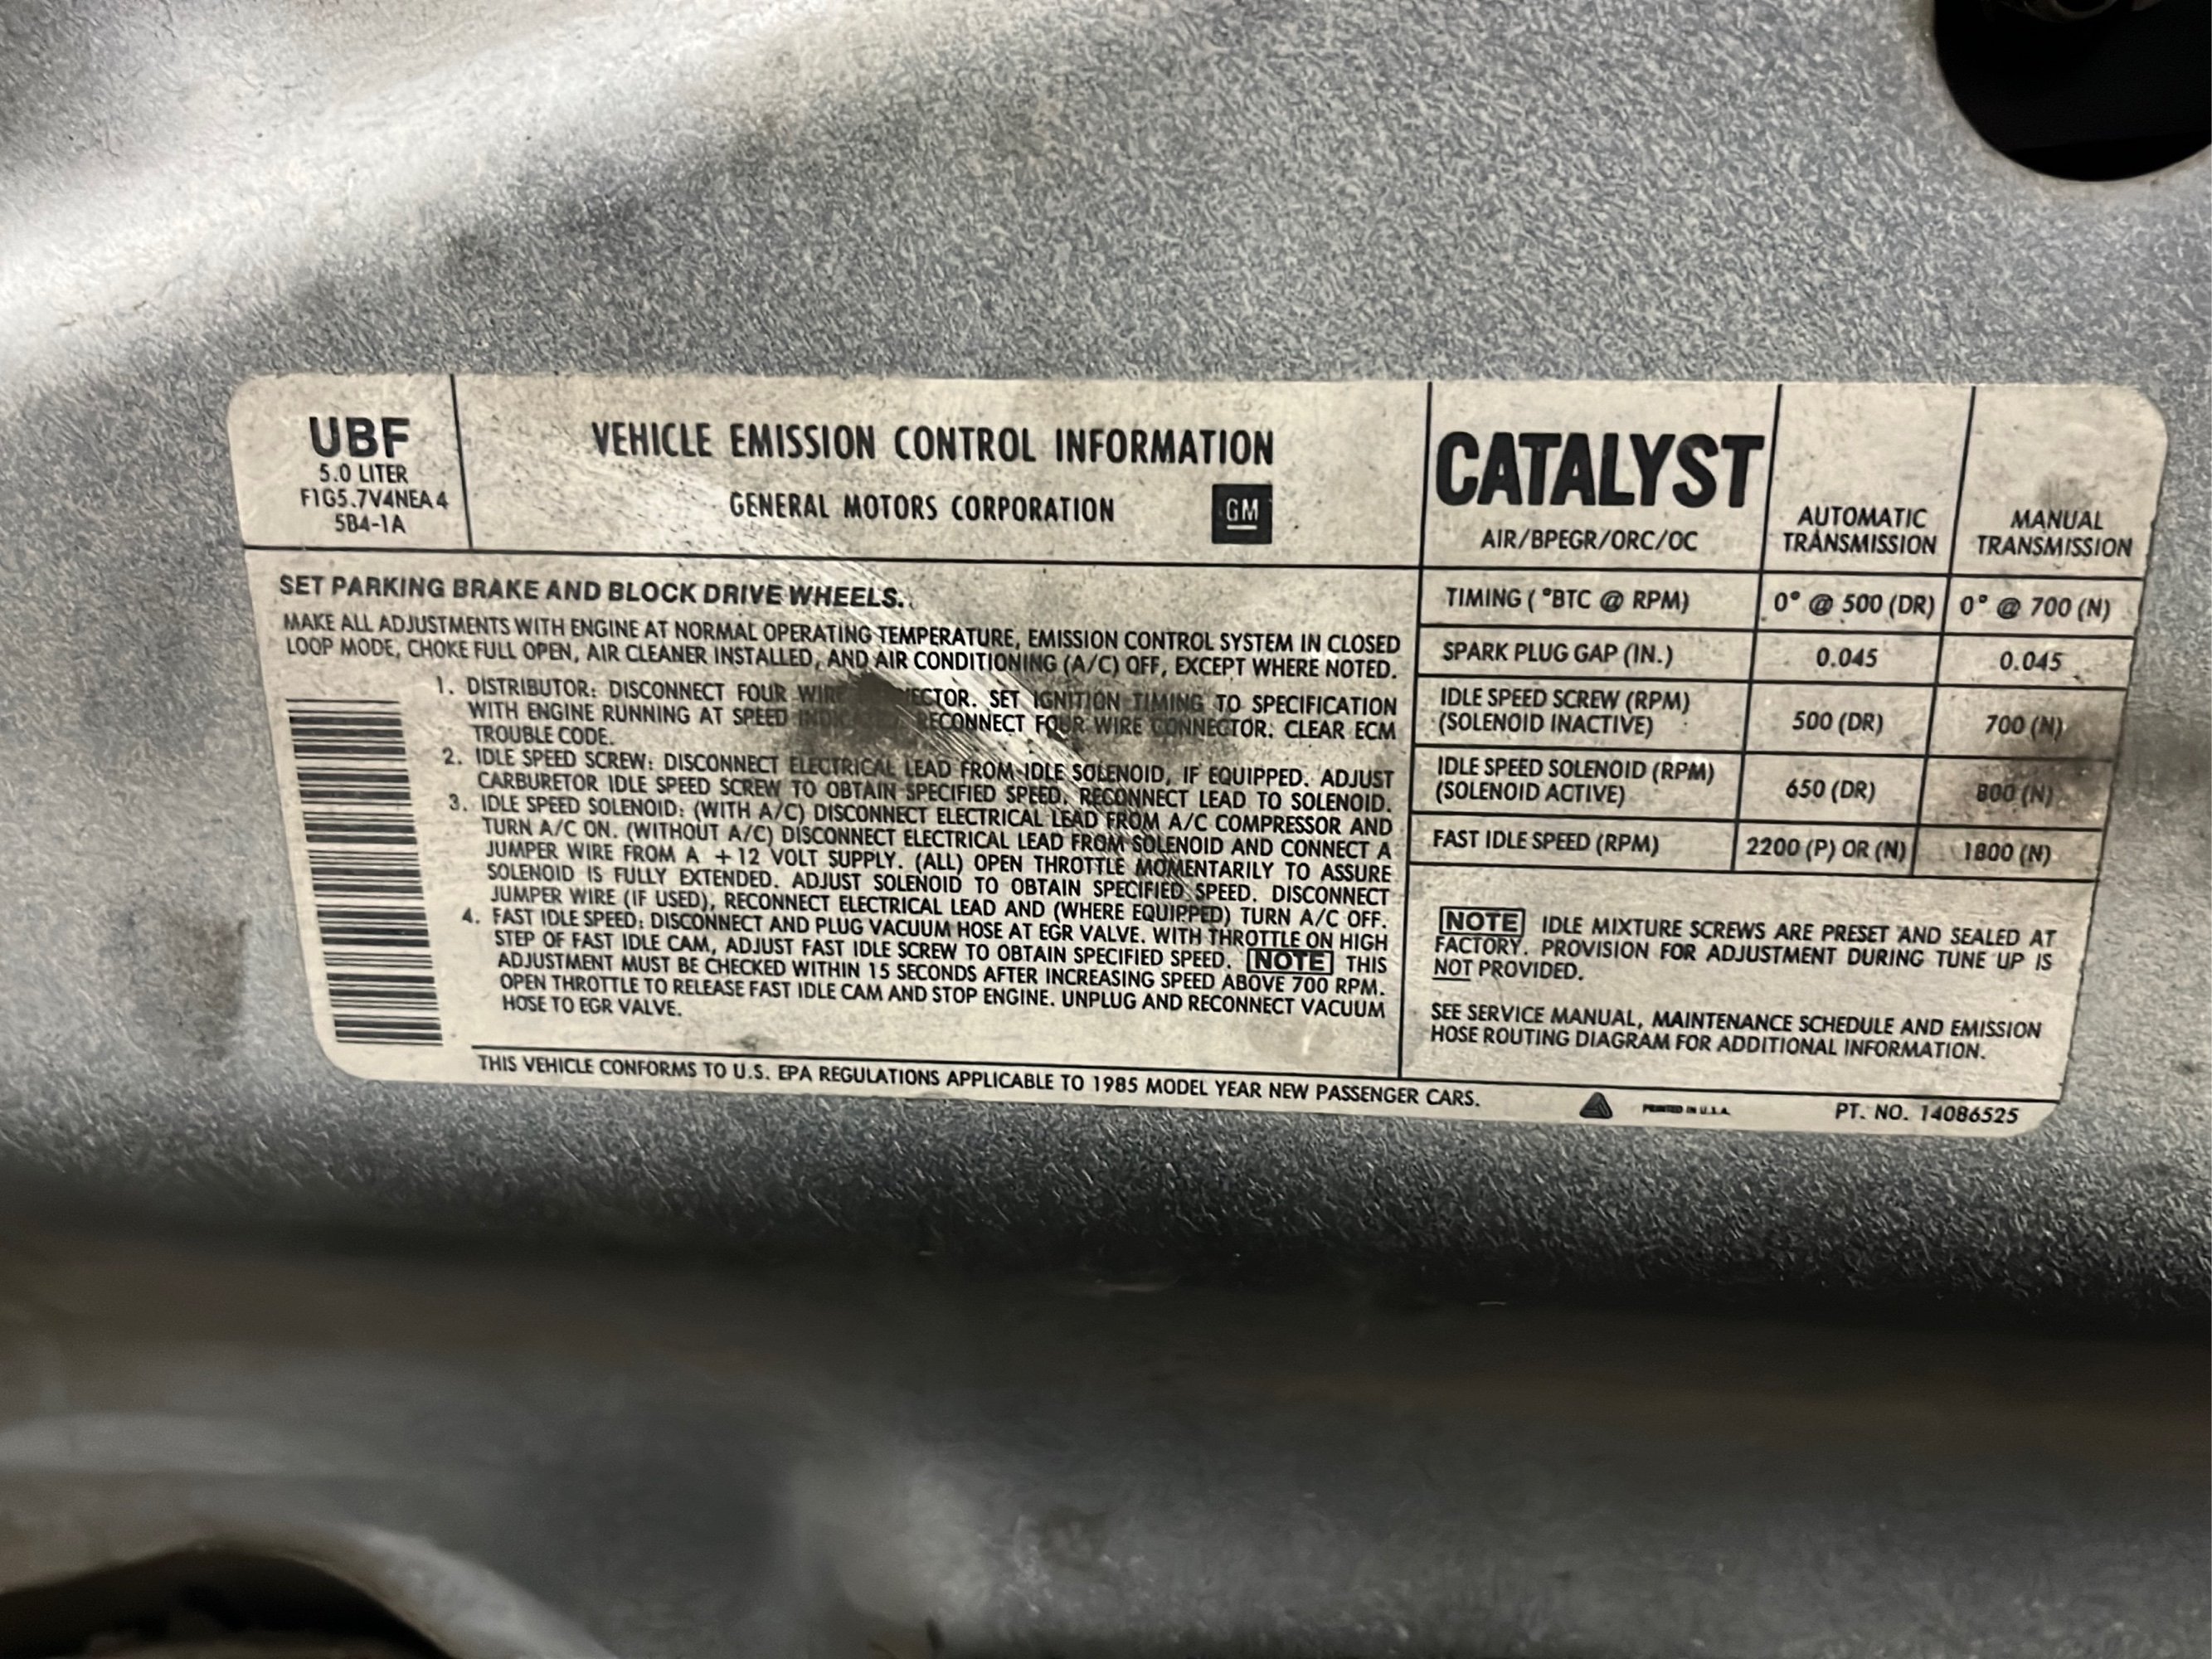 UBF
5.0 LITER
F1G5.7V4NEA4
5B4-1A
VEHICLE EMISSION CONTROL INFORMATION
GENERAL MOTORS CORPORATION
GM
CATALYST
AIR/BPEGR/ORC/OC
AUTOMATIC
TRANSMISSION
MANUAL
TRANSMISSION
SET PARKING BRAKE AND BLOCK DRIVE WHEELS.
MAKE ALL ADJUSTMENTS WITH ENGINE AT NORMAL OPERATING TEMPERATURE, EMISSION CONTROL SYSTEM IN CLOSED
LOOP MODE, CHOKE FULL OPEN, AIR CLEANER INSTALLED, AND AIR CONDITIONING (A/C) OFF, EXCEPT WHERE NOTED.
1. DISTRIBUTOR: DISCONNECT FOUR WIRE SET IGNITION TIMING TO SPECIFICATION
WITH ENGINE RUNNING AT SPEED RECONNECT FOUR WIRE CONNECTOR. CLEAR ECM
TROUBLE CODE.
2. IDLE SPEED SCREW: DISCONNECT ELECTRICAL LEAD FROM IDLE SOLENOID, IF EQUIPPED. ADJUST
CARBURETOR IDLE SPEED SCREW TO OBTAIN SPECIFIED SPEED, RECONNECT LEAD TO SOLENOID.
3. IDLE SPEED SOLENOID: (WITH A/C) DISCONNECT ELECTRICAL LEAD FROM A/C COMPRESSOR AND
TURN A/C ON. (WITHOUT A/C) DISCONNECT ELECTRICAL LEAD FROM SOLENOID AND CONNECT A
JUMPER WIRE FROM A +12 VOLT SUPPLY. (ALL) OPEN THROTTLE MOMENTARILY TO ASSURE
SOLENOID IS FULLY EXTENDED. ADJUST SOLENOID TO OBTAIN SPECIFIED SPEED. DISCONNECT
JUMPER WIRE (IF USED), RECONNECT ELECTRICAL LEAD AND (WHERE EQUIPPED) TURN A/C OFF.
4. FAST IDLE SPEED: DISCONNECT AND PLUG VACUUM HOSE AT EGR VALVE. WITH THROTTLE ON HIGH
STEP OF FAST IDLE CAM, ADJUST FAST IDLE SCREW TO OBTAIN SPECIFIED SPEED. NOTE THIS
ADJUSTMENT MUST BE CHECKED WITHIN 15 SECONDS AFTER INCREASING SPEED ABOVE 700 RPM.
OPEN THROTTLE TO RELEASE FAST IDLE CAM AND STOP ENGINE. UNPLUG AND RECONNECT VACUUM
HOSE TO EGR VALVE.
TIMING (°BTC @ RPM) 0° @ 500 (DR) 0° @ 700 (N)
SPARK PLUG GAP (IN.) 0.045 0.045
IDLE SPEED SCREW (RPM)
(SOLENOID INACTIVE) 500 (DR) 700 (N)
IDLE SPEED SOLENOID (RPM)
(SOLENOID ACTIVE) 650 (DR) 800 (N)
FAST IDLE SPEED (RPM) 2200 (P) OR (N) 1800 (N)
NOTE IDLE MIXTURE SCREWS ARE PRESET AND SEALED AT
FACTORY. PROVISION FOR ADJUSTMENT DURING TUNE UP IS
NOT PROVIDED.
SEE SERVICE MANUAL, MAINTENANCE SCHEDULE AND EMISSION
HOSE ROUTING DIAGRAM FOR ADDITIONAL INFORMATION.
THIS VEHICLE CONFORMS TO U.S. EPA REGULATIONS APPLICABLE TO 1985 MODEL YEAR NEW PASSENGER CARS.
PRINTED IN U.S.A.
PT. NO. 14086525